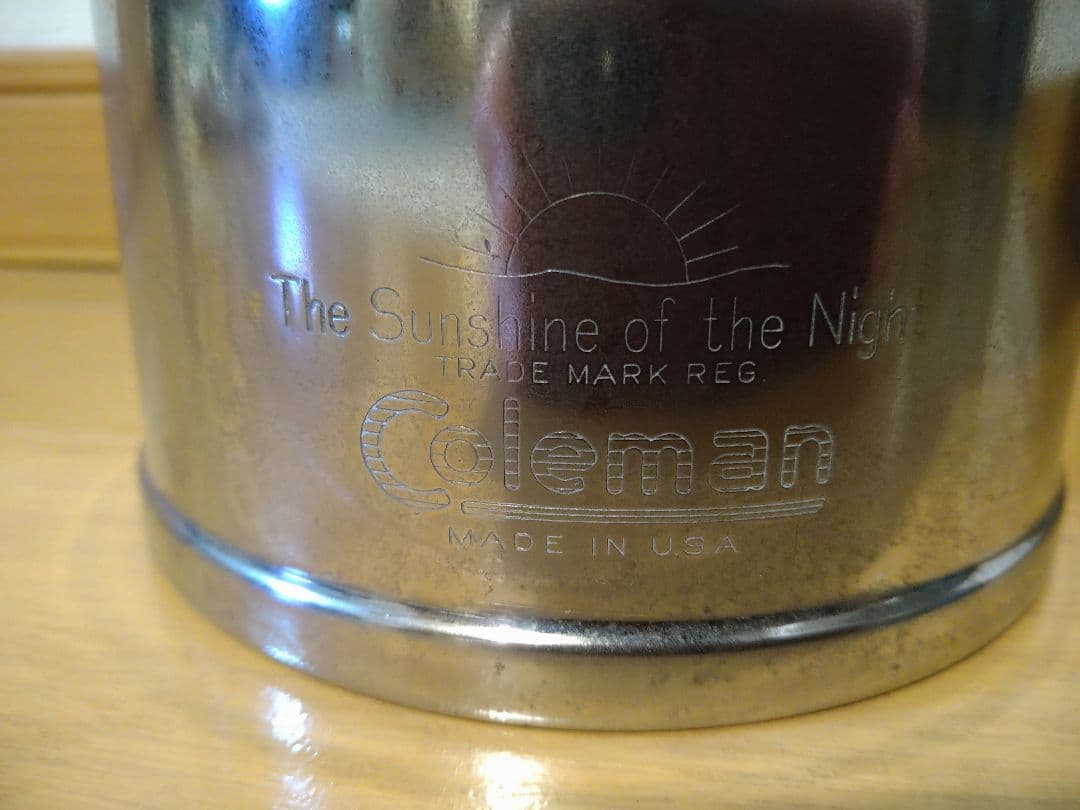 The Sunshine of the Night
TRADE MARK REG.
Coleman
MADE IN U.S.A